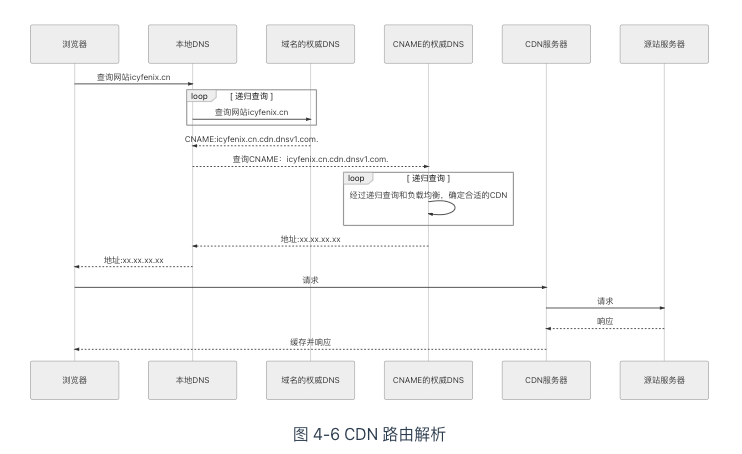 浏览器
本地DNS
域名的权威DNS
CNAME的权威DNS
CDN服务器
源站服务器
查询网站icyfenix.cn
loop
[ 递归查询 ]
查询网站icyfenix.cn
CNAME:icyfenix.cn.cdn.dnsv1.com.
查询CNAME：icyfenix.cn.cdn.dnsv1.com.
loop
[ 递归查询 ]
经过递归查询和负载均衡，确定合适的CDN
地址:xx.xx.xx.xx
地址:xx.xx.xx.xx
请求
请求
响应
缓存并响应
浏览器
本地DNS
域名的权威DNS
CNAME的权威DNS
CDN服务器
源站服务器
图 4-6 CDN 路由解析